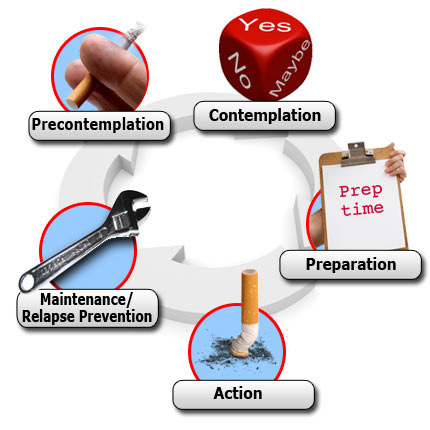 Precontemplation
Yes
No
Maybe
Contemplation
Prep
time
Preparation
Action
Maintenance/
Relapse Prevention